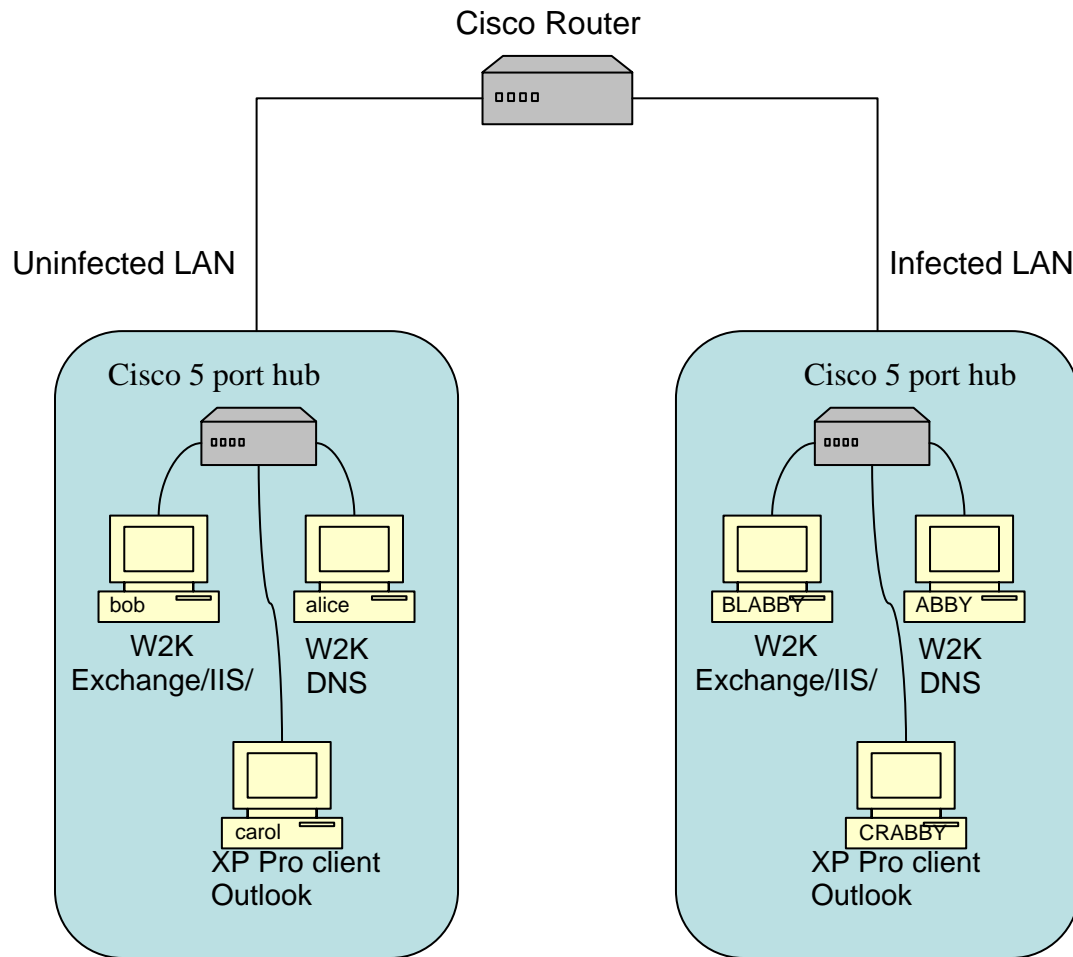 Cisco Router
Uninfected LAN
Infected LAN
Cisco 5 port hub
bob
alice
W2K
Exchange/IIS/
W2K
DNS
carol
XP Pro client
Outlook
Cisco 5 port hub
BLABBY
ABBY
W2K
Exchange/IIS/
W2K
DNS
CRABBY
XP Pro client
Outlook